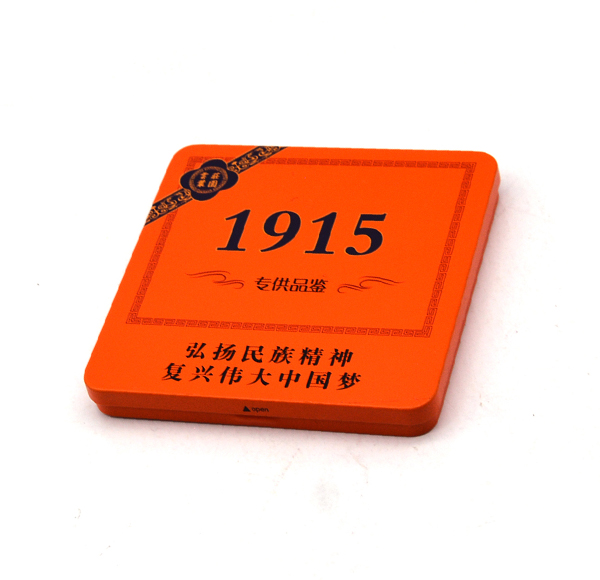 1915
专供品鉴
弘扬民族精神
复兴伟大中国梦
open